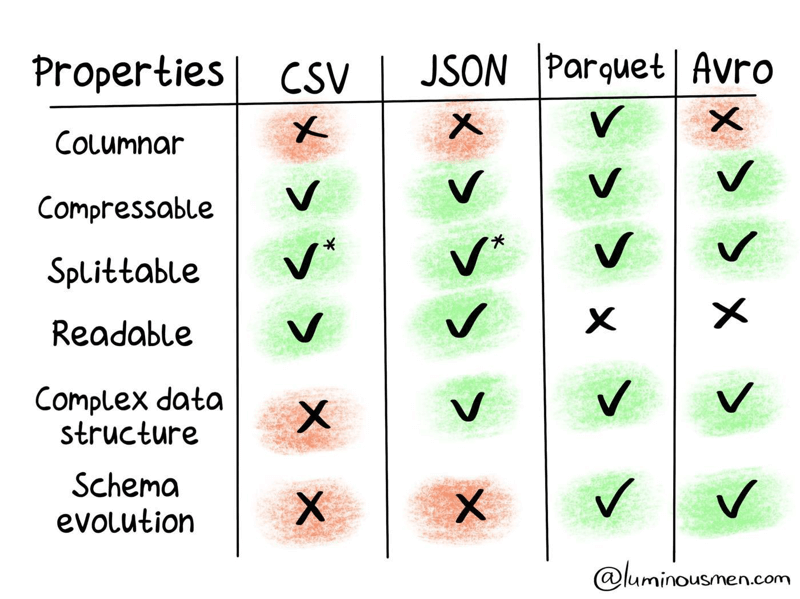 Properties CSV JSON Parquet Avro
Columnar ✗ ✗ ✓ ✗
Compressable ✓ ✓ ✓ ✓
Splittable ✓* ✓* ✓ ✓
Readable ✓ ✓ ✗ ✗
Complex data
structure ✗ ✓ ✓ ✓
Schema
evolution ✗ ✗ ✓ ✓
@luminousmen.com